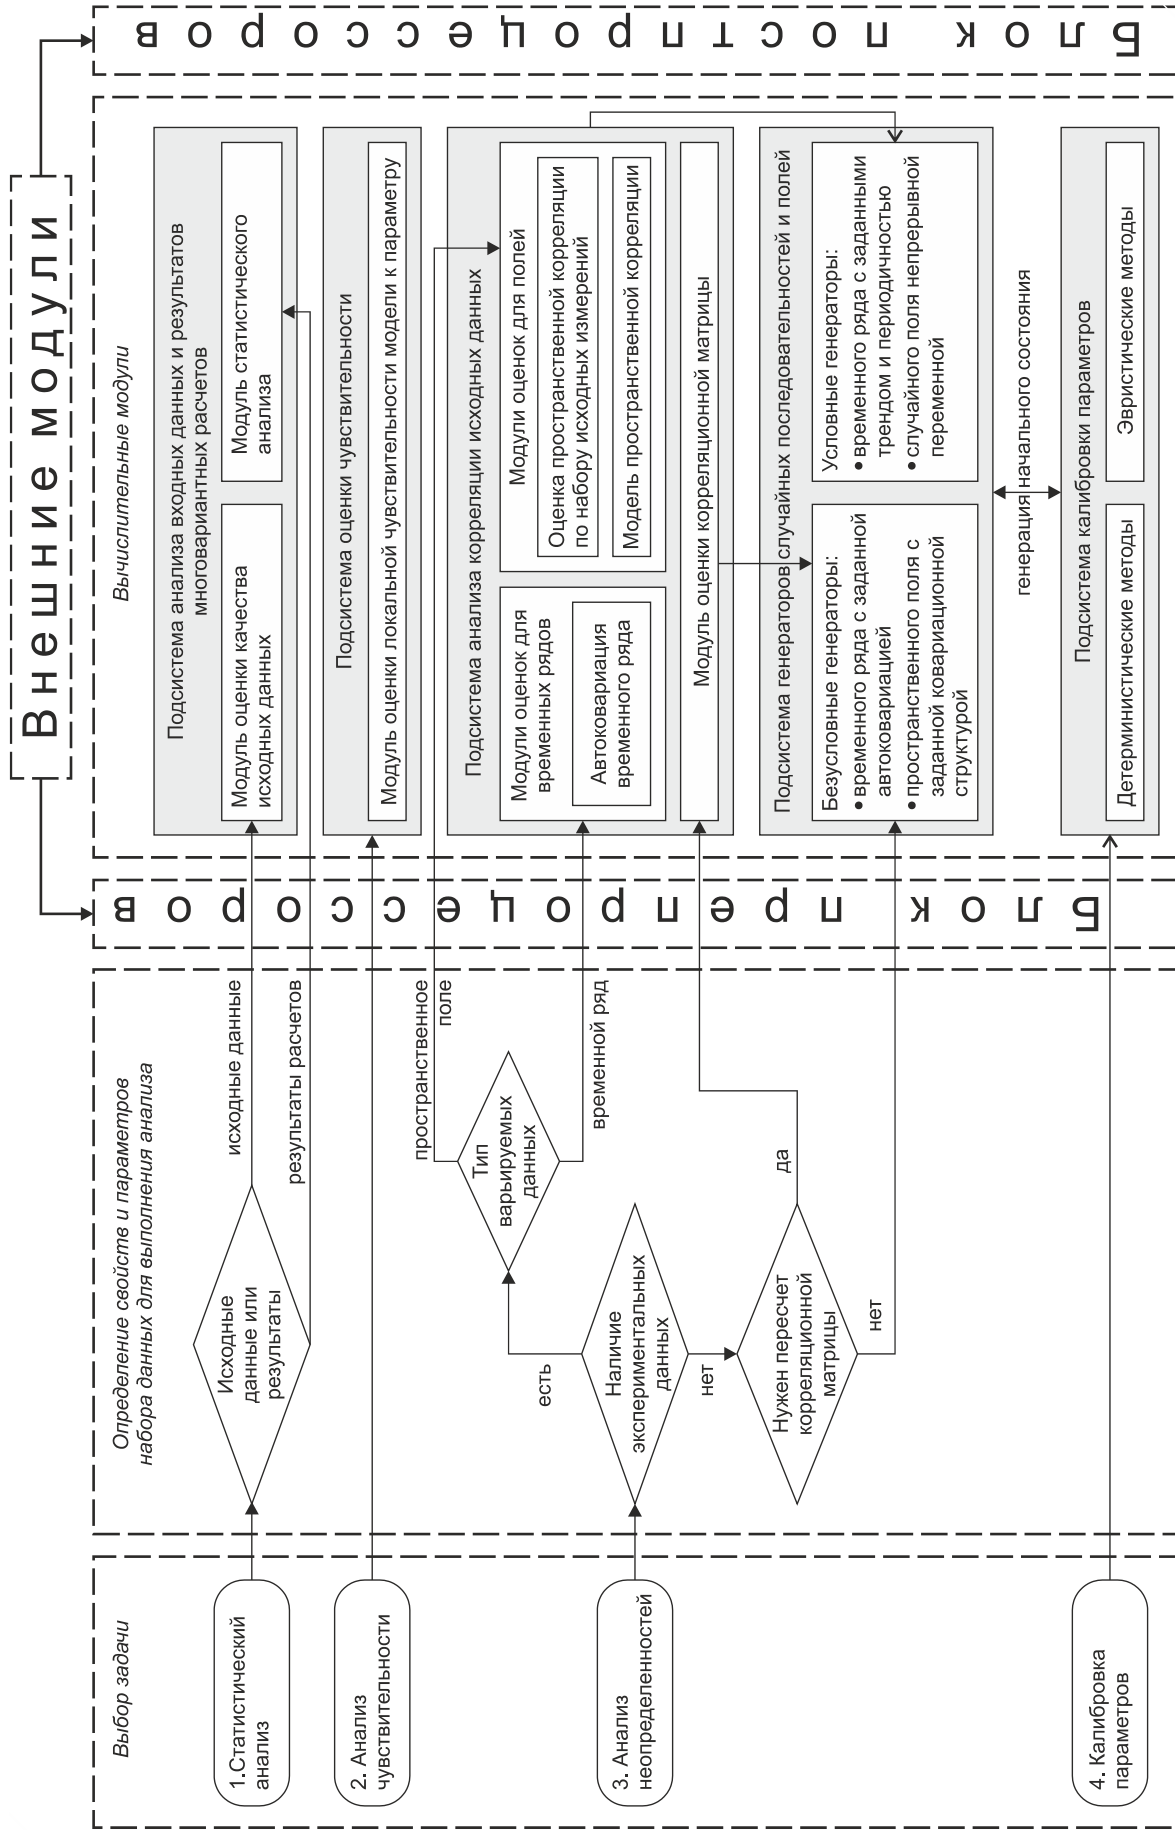 Внешние модули
Выбор задачи
1.Статистический
анализ
2. Анализ
чувствительности
3. Анализ
неопределенностей
4. Калибровка
параметров
Определение свойств и параметров
набора данных для выполнения анализа
Исходные
данные или
результаты
исходные данные
результаты расчетов
Тип
варьируемых
данных
пространственное
поле
временной ряд
Наличие
экспериментальных
данных
есть
нет
Нужен пересчет
корреляционной
матрицы
да
нет
Блок препроцессоров
Вычислительные модули
Подсистема анализа входных данных и результатов
многовариантных расчетов
Модуль оценки качества
исходных данных
Модуль статистического
анализа
Подсистема оценки чувствительности
Модуль оценки локальной чувствительности модели к параметру
Подсистема анализа корреляции исходных данных
Модули оценок для
временных рядов
Автоковариация
временного ряда
Модули оценок для полей
Оценка пространственной корреляции
по набору исходных измерений
Модель пространственной корреляции
Модуль оценки корреляционной матрицы
Подсистема генераторов случайных последовательностей и полей
Безусловные генераторы:
• временного ряда с заданной
автоковариацией
• пространственного поля с
заданной ковариационной
структурой
Условные генераторы:
• временного ряда с заданными
трендом и периодичностью
• случайного поля непрерывной
переменной
генерация начального состояния
Подсистема калибровки параметров
Детерминистические методы
Эвристические методы
Блок постпроцессоров